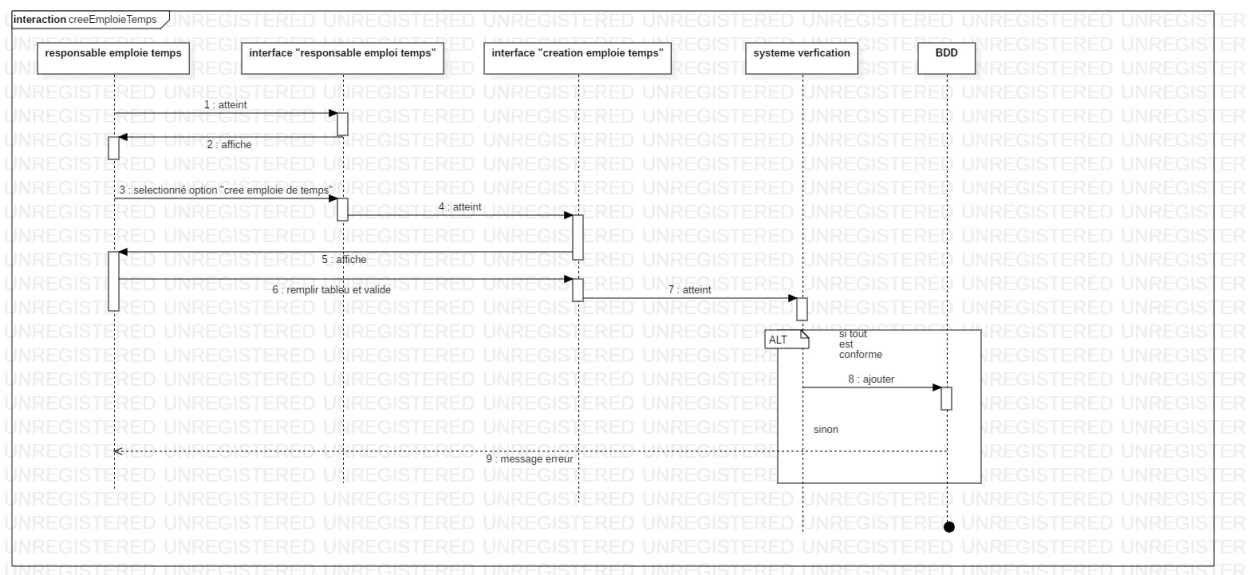 interaction creeEmploieTemps
responsable emploie temps
interface "responsable emploi temps"
interface "creation emploie temps"
systeme verfication
BDD
1 : atteint
2 : affiche
3 : selectionné option "cree emploie de temps"
4 : atteint
5 : affiche
6 : remplir tableu et valide
7 : atteint
ALT
si tout
est
conforme
8 : ajouter
sinon
9 : message erreur
UNREGISTERED